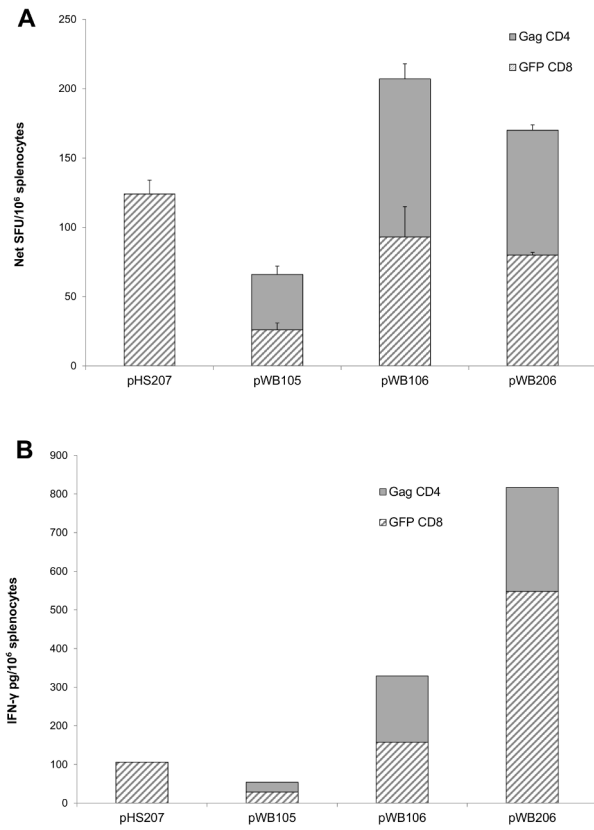 A
250
200
150
100
50
0
Net SFU/10⁶ splenocytes
Gag CD4
GFP CD8
pHS207 pWB105 pWB106 pWB206
B
900
800
700
600
500
400
300
200
100
0
IFN-γ pg/10⁶ splenocytes
Gag CD4
GFP CD8
pHS207 pWB105 pWB106 pWB206